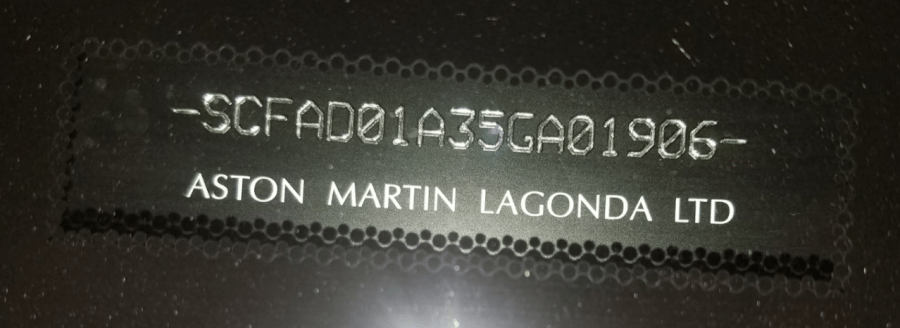 -SCFAD01A35GA01906-
ASTON MARTIN LAGONDA LTD